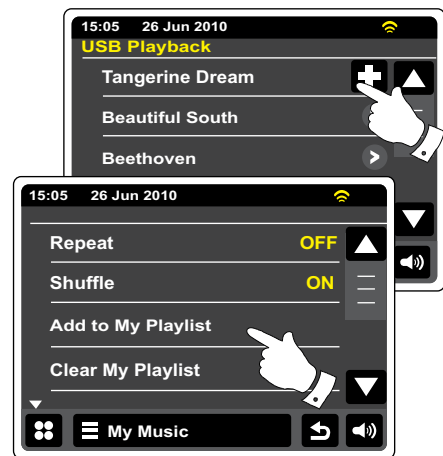 15:05 26 Jun 2010
USB Playback
Tangerine Dream
Beautiful South
Beethoven
15:05 26 Jun 2010
Repeat OFF
Shuffle ON
Add to My Playlist
Clear My Playlist
My Music